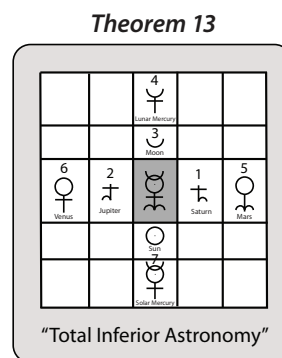 Theorem 13
4
Lunar Mercury
3
Moon
6 2 1 5
Venus Jupiter Saturn Mars
Sun
7
Solar Mercury
“Total Inferior Astronomy”